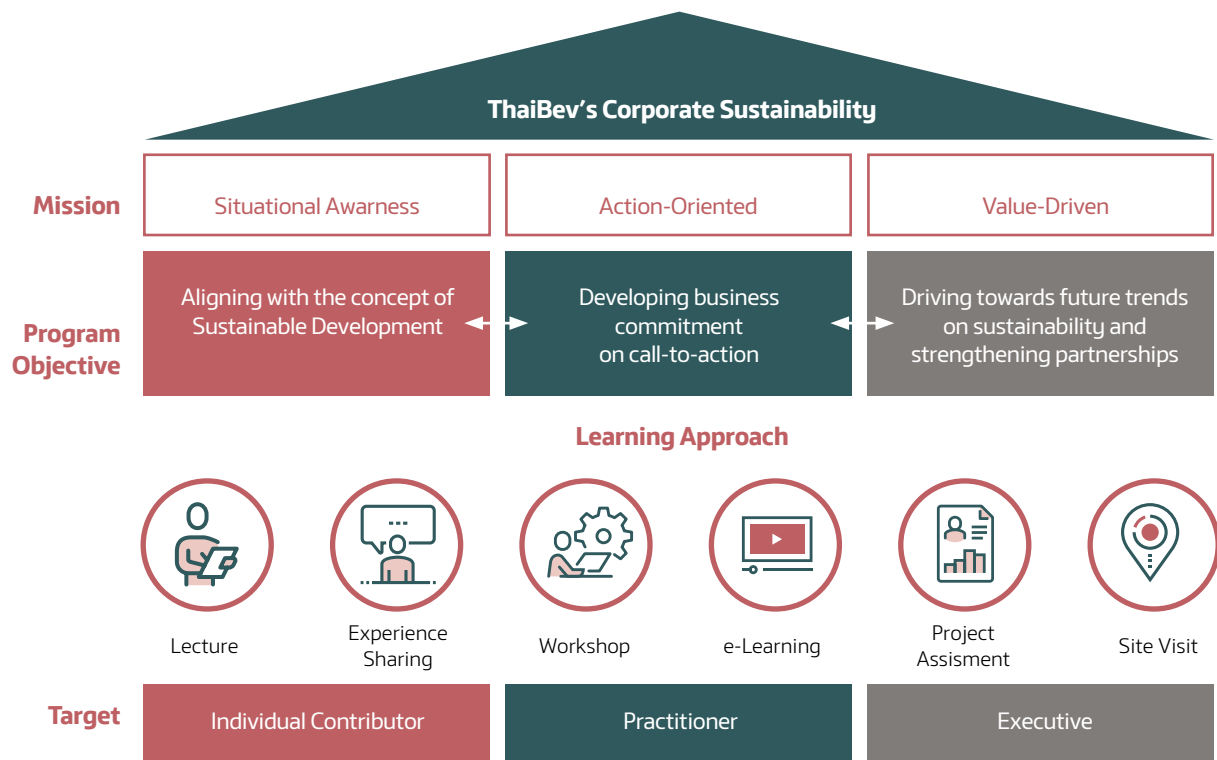 ThaiBev’s Corporate Sustainability
Mission
Situational Awarness
Action-Oriented
Value-Driven
Program
Objective
Aligning with the concept of
Sustainable Development
Developing business
commitment
on call-to-action
Driving towards future trends
on sustainability and
strengthening partnerships
Learning Approach
Lecture
Experience
Sharing
Workshop
e-Learning
Project
Assisment
Site Visit
Target
Individual Contributor
Practitioner
Executive